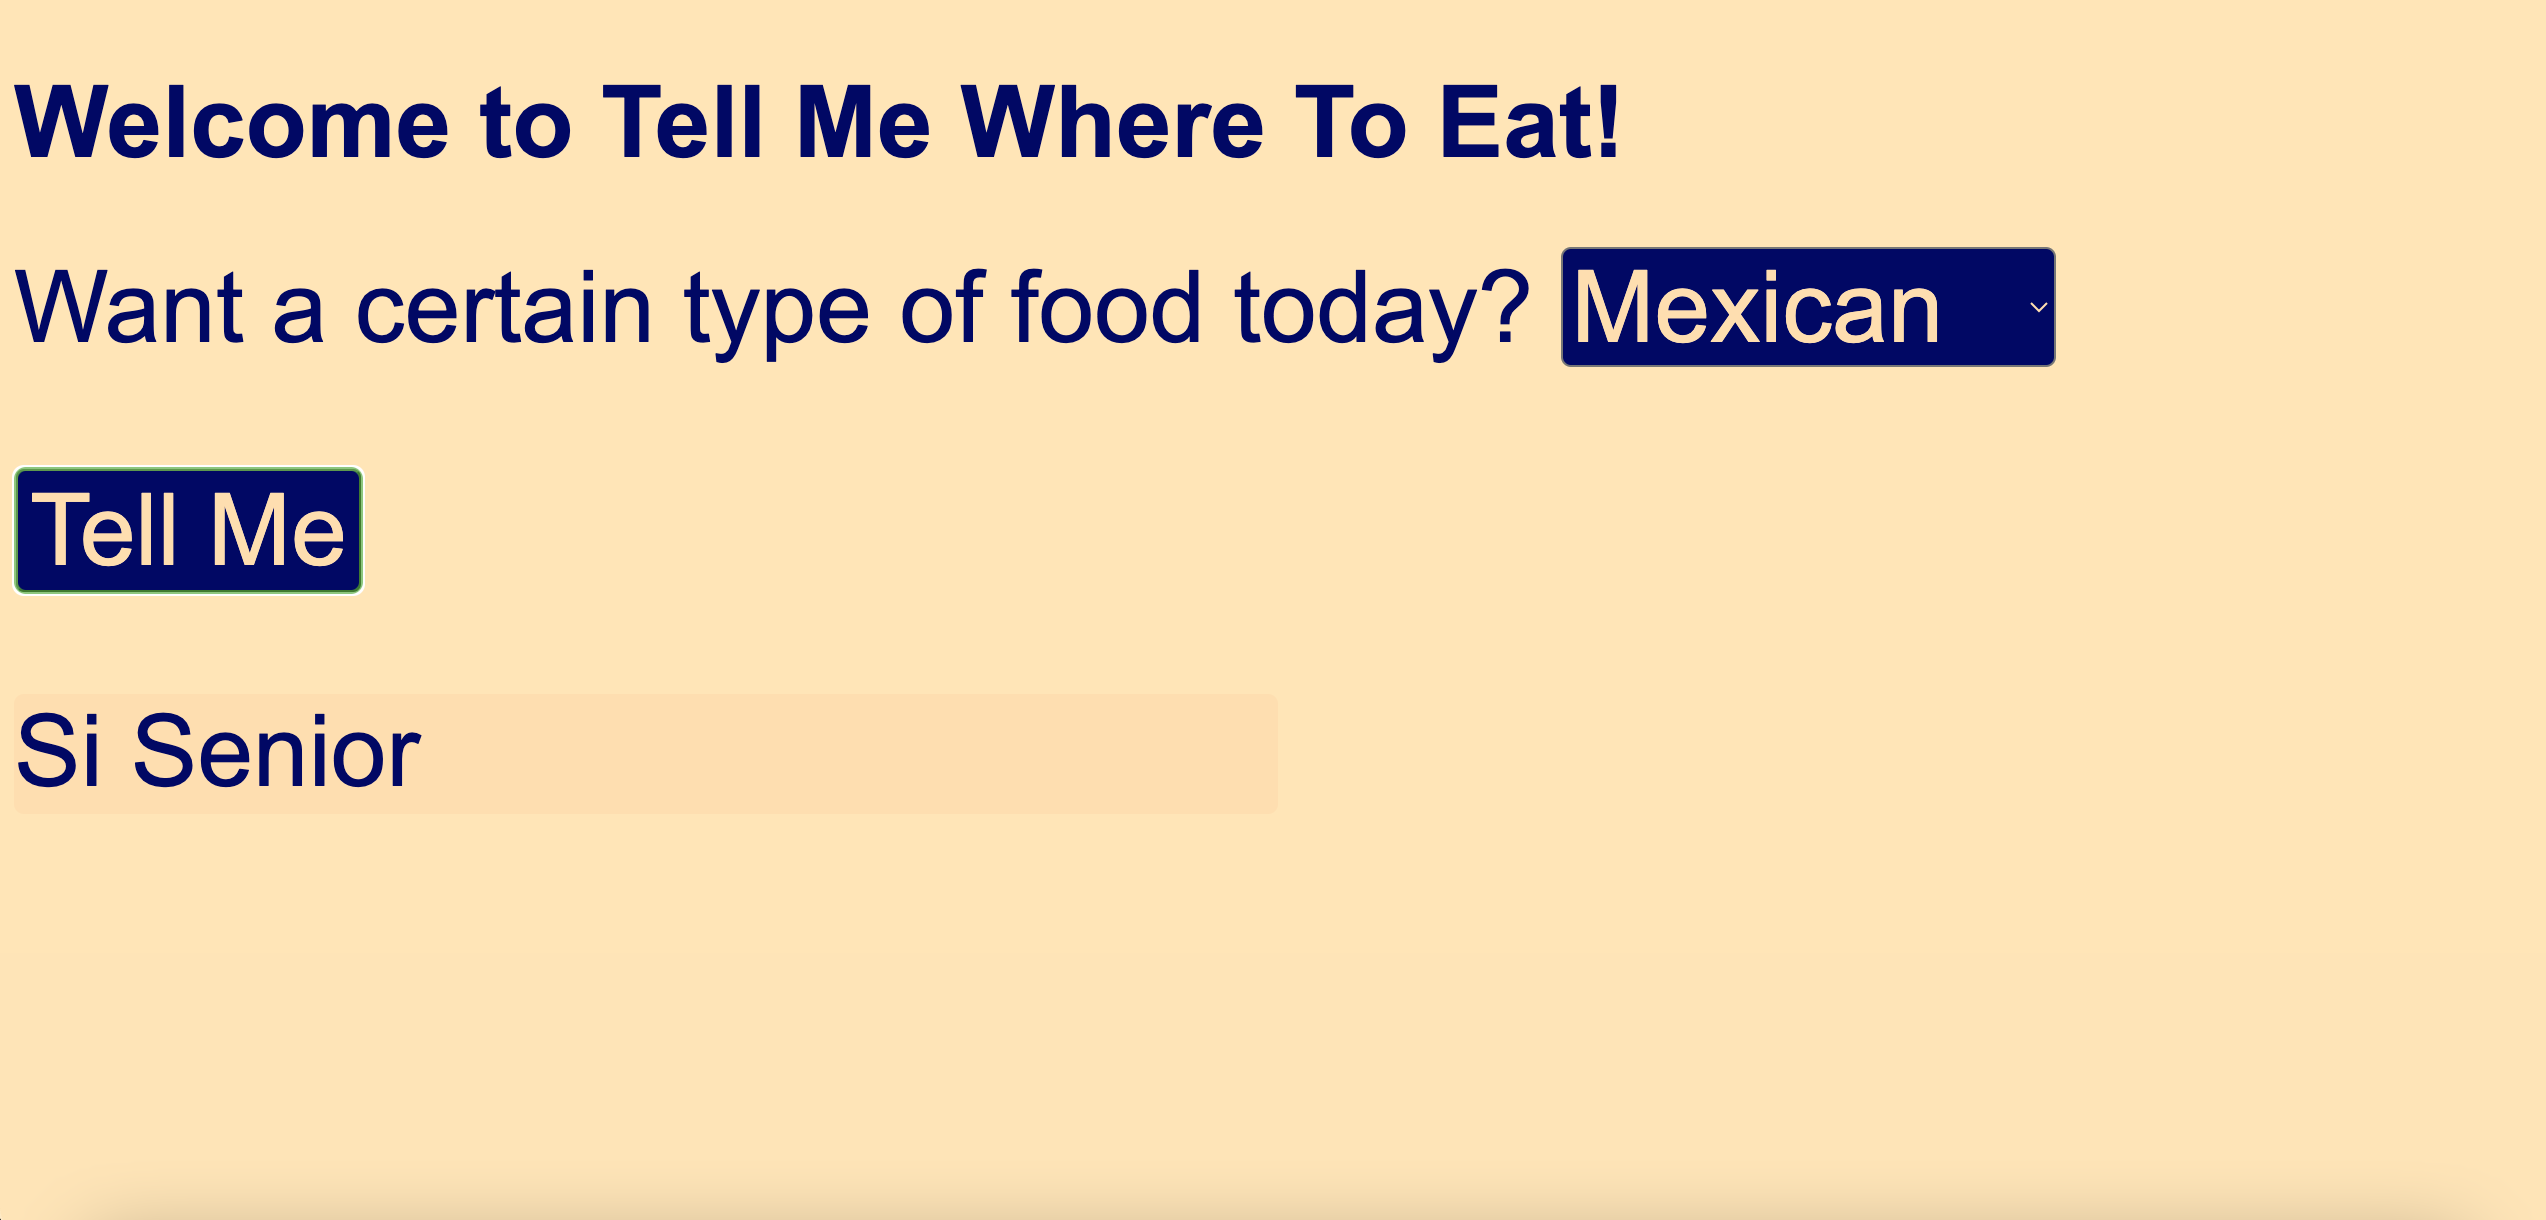 Welcome to Tell Me Where To Eat!
Want a certain type of food today? Mexican
Tell Me
Si Senior